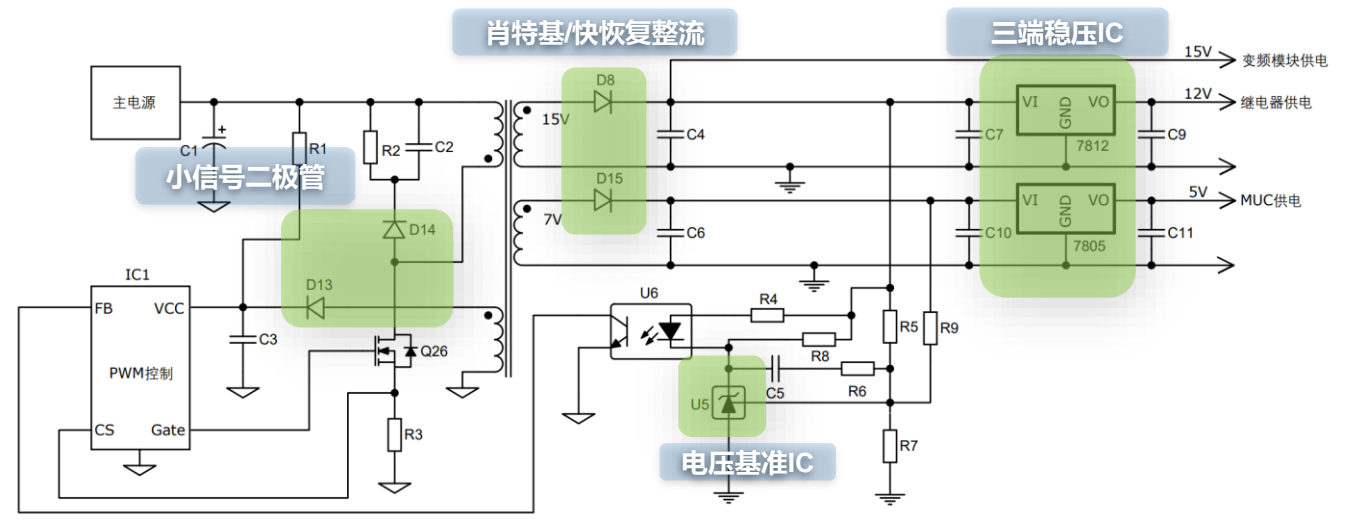 肖特基/快恢复整流
三端稳压IC
15V
变频模块供电
D8
主电源
15V
VI
VO
GND
7812
12V
继电器供电
C1
+
R1
R2
C2
C4
C7
C9
小信号二极管
D15
7V
VI
VO
GND
7805
5V
MUC供电
D14
C6
C10
C11
IC1
D13
FB
VCC
C3
PWM控制
CS
Gate
Q26
R3
U6
R4
R8
R5
R9
C5
R6
U5
R7
电压基准IC